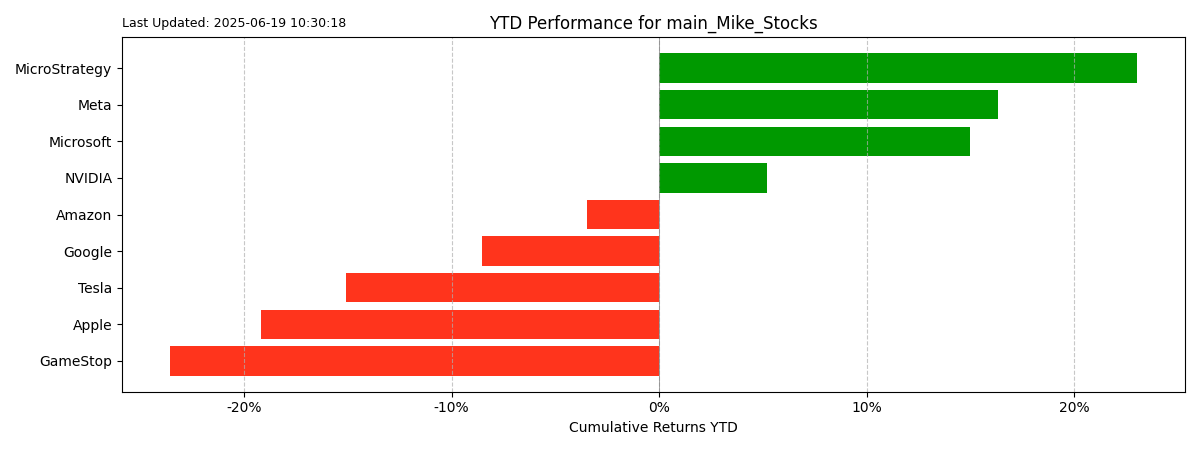 Last Updated: 2025-06-19 10:30:18
YTD Performance for main_Mike_Stocks
MicroStrategy
Meta
Microsoft
NVIDIA
Amazon
Google
Tesla
Apple
GameStop
-20%
-10%
0%
10%
20%
Cumulative Returns YTD